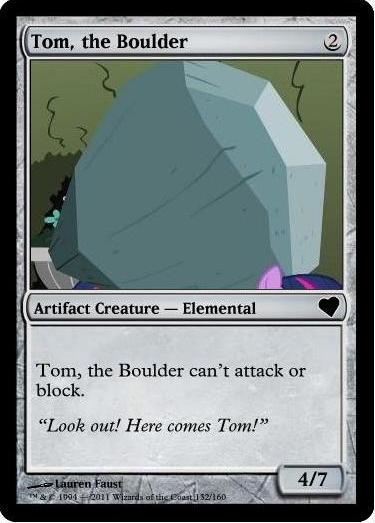 Tom, the Boulder 2
Artifact Creature — Elemental
Tom, the Boulder can't attack or
block.
"Look out! Here comes Tom!"
4/7
Lauren Faust
™ & © 1994 — 2011 Wizards of the Coast 132/160